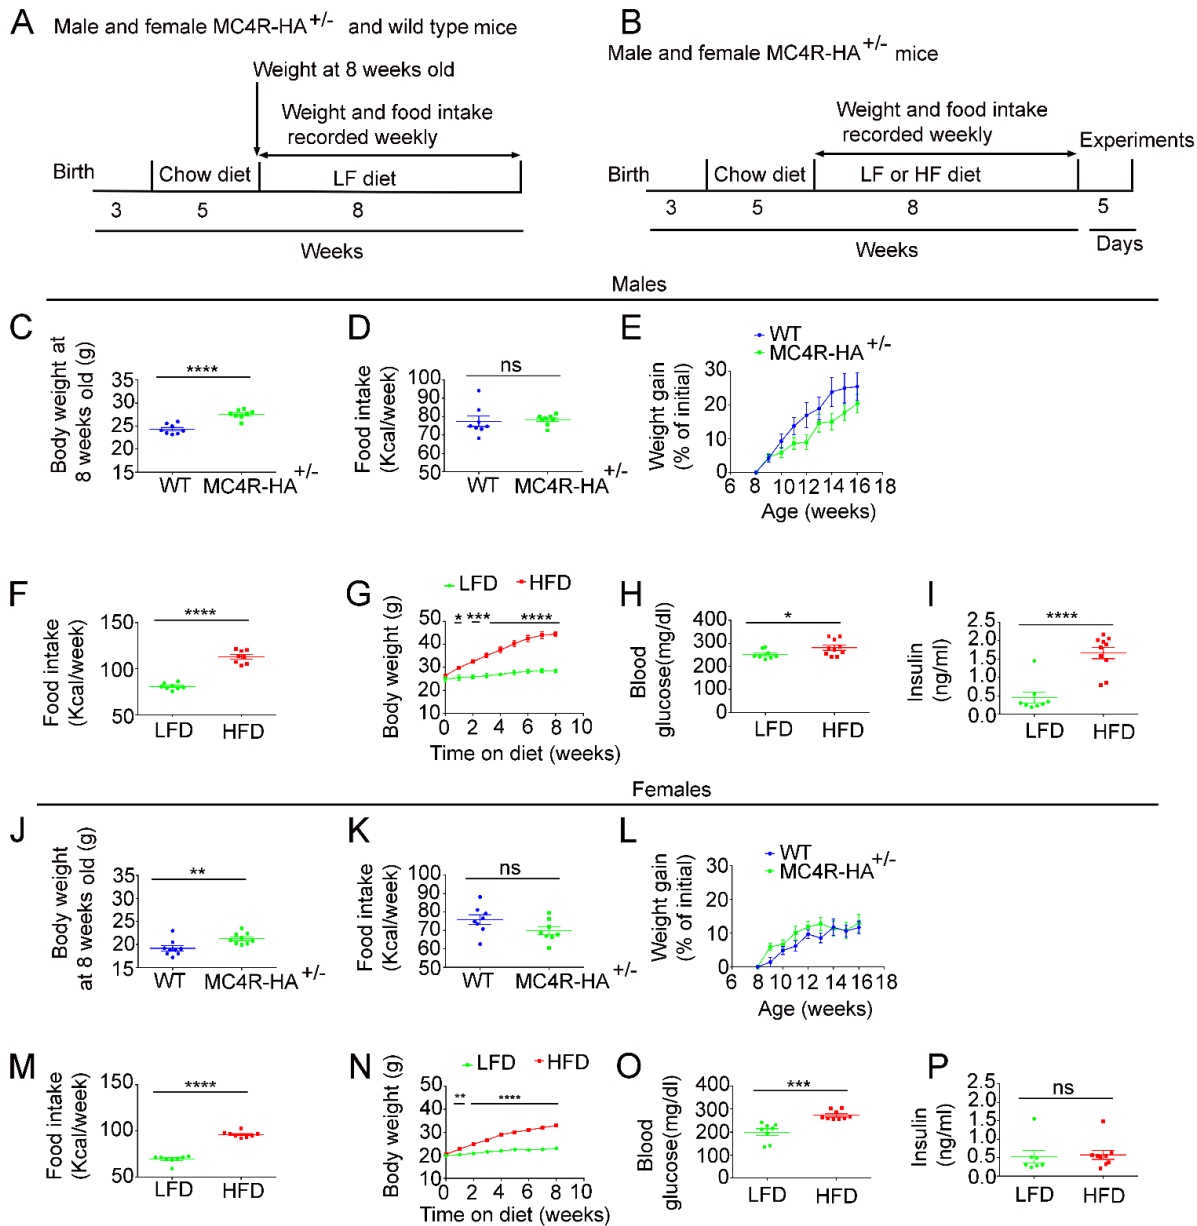 A Male and female MC4R-HA+/- and wild type mice
Weight at 8 weeks old
Weight and food intake
recorded weekly
Birth Chow diet LF diet
3 5 8
Weeks
B
Male and female MC4R-HA+/- mice
Weight and food intake
recorded weekly
Experiments
Birth Chow diet LF or HF diet
3 5 8 5
Weeks Days
Males
C
Body weight at
8 weeks old (g)
35
30
25
20
15
****
WT MC4R-HA+/-
D
Food intake
(Kcal/week)
100
90
80
70
60
50
ns
WT MC4R-HA+/-
E
WT
MC4R-HA+/-
Weight gain
(% of initial)
30
20
10
0
6 8 10 12 14 16 18
Age (weeks)
F
Food intake
(Kcal/week)
150
100
50
****
LFD HFD
G
LFD HFD
Body weight (g)
50
40
30
20
10
* *** ****
0 2 4 6 8 10
Time on diet (weeks)
H
Blood
glucose(mg/dl)
400
300
200
100
0
*
LFD HFD
I
Insulin
(ng/ml)
2.5
2.0
1.5
1.0
0.5
0.0
****
LFD HFD
Females
J
Body weight
at 8 weeks old (g)
35
30
25
20
15
**
WT MC4R-HA+/-
K
Food intake
(Kcal/week)
100
90
80
70
60
50
ns
WT MC4R-HA+/-
L
WT
MC4R-HA+/-
Weight gain
(% of initial)
30
20
10
0
6 8 10 12 14 16 18
Age (weeks)
M
Food intake
(Kcal/week)
150
100
50
****
LFD HFD
N
LFD HFD
Body weight (g)
50
40
30
20
10
** ****
0 2 4 6 8 10
Time on diet (weeks)
O
Blood
glucose(mg/dl)
400
300
200
100
0
***
LFD HFD
P
Insulin
(ng/ml)
2.5
2.0
1.5
1.0
0.5
0.0
ns
LFD HFD